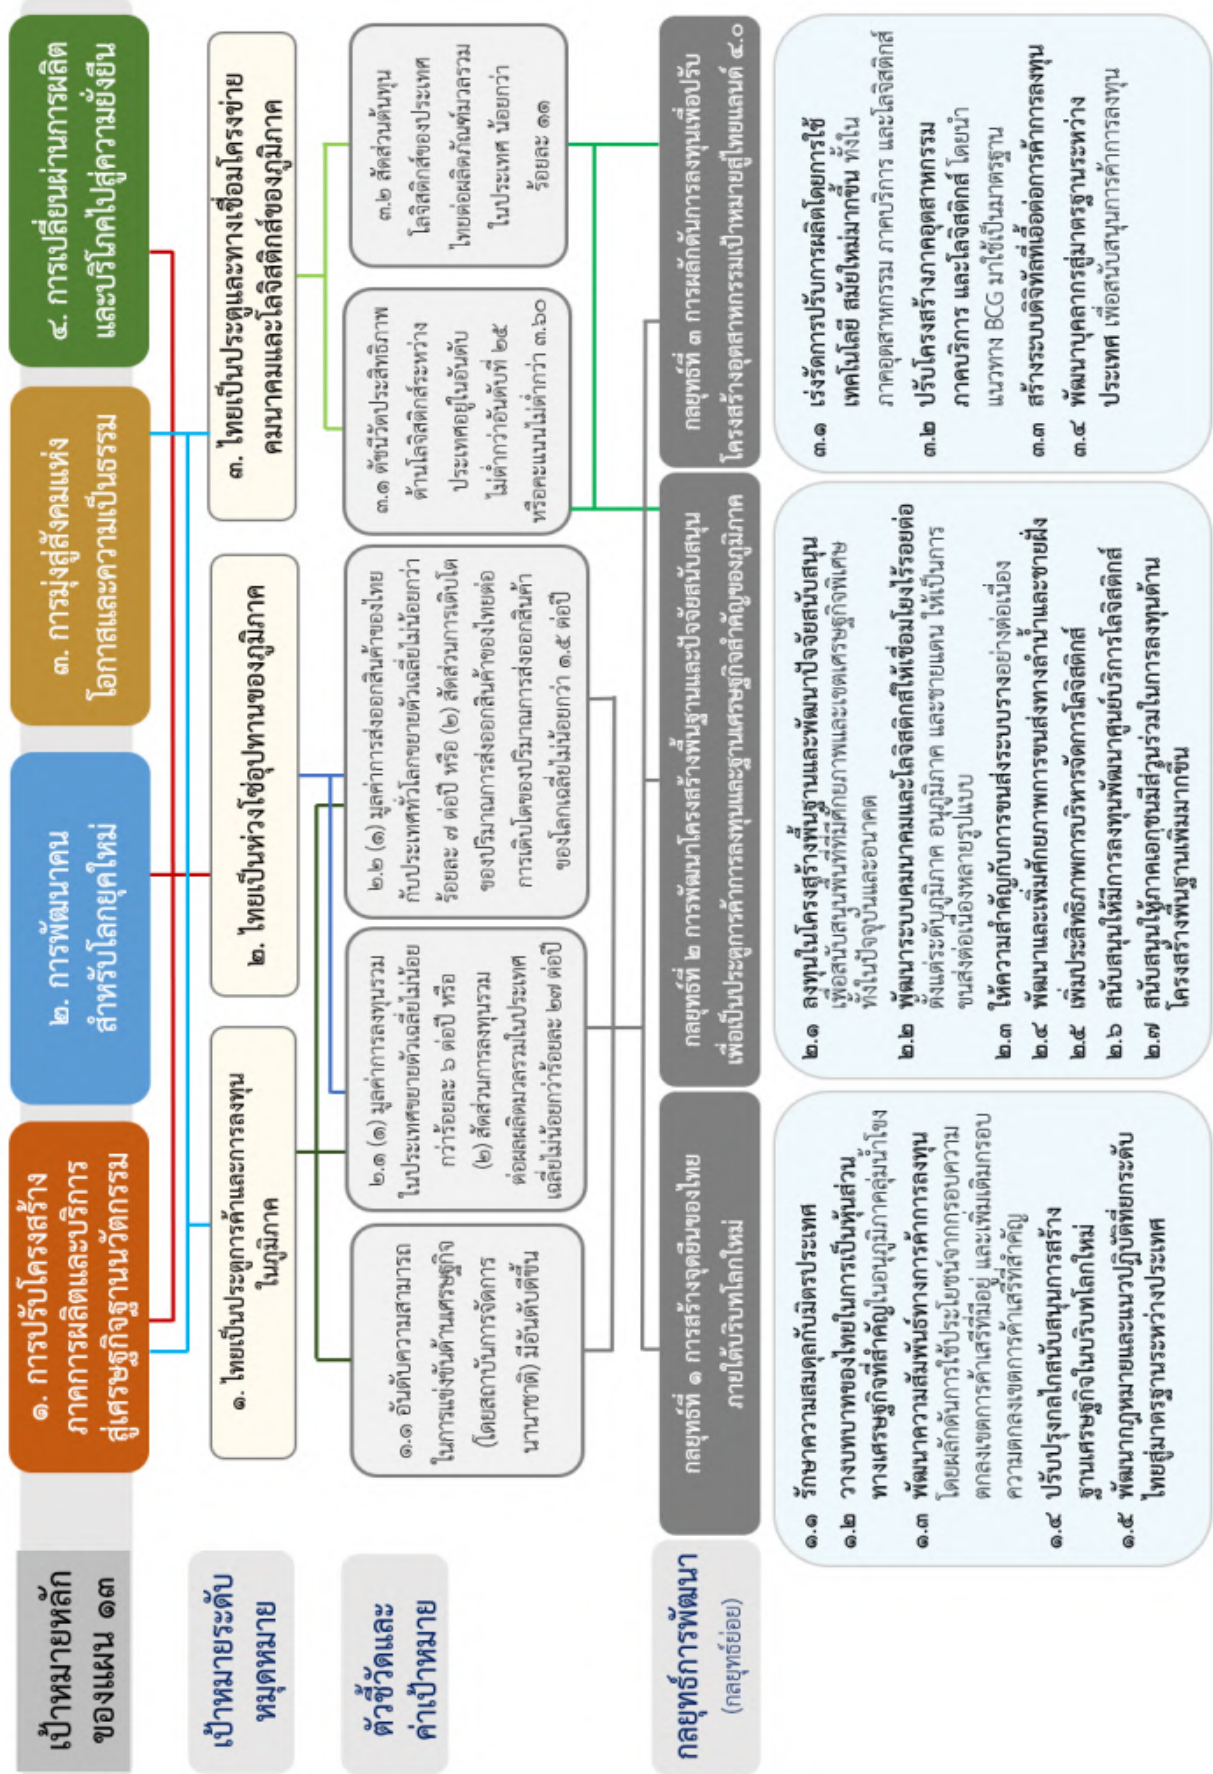 เป้าหมายหลัก
ของแผน ๑๓
๑. การปรับโครงสร้าง
ภาคการผลิตและบริการ
สู่เศรษฐกิจฐานนวัตกรรม
๒. การพัฒนาคน
สำหรับโลกยุคใหม่
๓. การมุ่งสู่สังคมแห่ง
โอกาสและความเป็นธรรม
๔. การเปลี่ยนผ่านการผลิต
และบริโภคไปสู่ความยั่งยืน
เป้าหมายระดับ
หมุดหมาย
๑. ไทยเป็นประตูการค้าและการลงทุน
ในภูมิภาค
๒. ไทยเป็นห่วงโซ่อุปทานของภูมิภาค
๓. ไทยเป็นประตูและทางเชื่อมโครงข่าย
คมนาคมและโลจิสติกส์ของภูมิภาค
ตัวชี้วัดและ
ค่าเป้าหมาย
๑.๑ อันดับความสามารถ
ในการแข่งขันด้านเศรษฐกิจ
(โดยสถาบันการจัดการ
นานาชาติ) มีอันดับดีขึ้น
๒.๑ (๑) มูลค่าการลงทุนรวม
ในประเทศขยายตัวเฉลี่ยไม่น้อย
กว่าร้อยละ ๖ ต่อปี หรือ
(๒) สัดส่วนการลงทุนรวม
ต่อผลผลิตมวลรวมในประเทศ
เฉลี่ยไม่น้อยกว่าร้อยละ ๒๗ ต่อปี
๒.๒ (๑) มูลค่าการส่งออกสินค้าของไทย
กับประเทศทั่วโลกขยายตัวเฉลี่ยไม่น้อยกว่า
ร้อยละ ๗ ต่อปี หรือ (๒) สัดส่วนการเติบโต
ของปริมาณการส่งออกสินค้าของไทยต่อ
การเติบโตของปริมาณการส่งออกสินค้า
ของโลกเฉลี่ยไม่น้อยกว่า ๑.๕ ต่อปี
๓.๑ ดัชนีวัดประสิทธิภาพ
ด้านโลจิสติกส์ระหว่าง
ประเทศอยู่ในอันดับ
ไม่ต่ำกว่าอันดับที่ ๒๕
หรือคะแนนไม่ต่ำกว่า ๓.๖๐
๓.๒ สัดส่วนต้นทุน
โลจิสติกส์ของประเทศ
ไทยต่อผลิตภัณฑ์มวลรวม
ในประเทศ น้อยกว่า
ร้อยละ ๑๑
กลยุทธ์การพัฒนา
(กลยุทธ์ย่อย)
กลยุทธ์ที่ ๑ การสร้างจุดยืนของไทย
ภายใต้บริบทโลกใหม่
กลยุทธ์ที่ ๒ การพัฒนาโครงสร้างพื้นฐานและปัจจัยสนับสนุน
เพื่อเป็นประตูการค้าการลงทุนและฐานเศรษฐกิจสำคัญของภูมิภาค
กลยุทธ์ที่ ๓ การผลักดันการลงทุนเพื่อปรับ
โครงสร้างอุตสาหกรรมเป้าหมายสู่ไทยแลนด์ ๔.๐
๑.๑ รักษาความสมดุลกับมิตรประเทศ
๑.๒ วางบทบาทของไทยในการเป็นหุ้นส่วน
ทางเศรษฐกิจที่สำคัญในอนุภูมิภาคลุ่มน้ำโขง
๑.๓ พัฒนาความสัมพันธ์ทางการค้าการลงทุน
โดยผลักดันการใช้ประโยชน์จากกรอบความ
ตกลงเขตการค้าเสรีที่มีอยู่ และเพิ่มเติมกรอบ
ความตกลงเขตการค้าเสรีที่สำคัญ
๑.๔ ปรับปรุงกลไกสนับสนุนการสร้าง
ฐานเศรษฐกิจในบริบทโลกใหม่
๑.๕ พัฒนากฎหมายและแนวปฏิบัติที่ยกระดับ
ไทยสู่มาตรฐานระหว่างประเทศ
๒.๑ ลงทุนในโครงสร้างพื้นฐานและพัฒนาปัจจัยสนับสนุน
เพื่อสนับสนุนพื้นที่ที่มีศักยภาพและเขตเศรษฐกิจพิเศษ
ทั้งในปัจจุบันและอนาคต
๒.๒ พัฒนาระบบคมนาคมและโลจิสติกส์ให้เชื่อมโยงไร้รอยต่อ
ตั้งแต่ระดับภูมิภาค อนุภูมิภาค และชายแดน ให้เป็นการ
ขนส่งต่อเนื่องหลายรูปแบบ
๒.๓ ให้ความสำคัญกับการขนส่งระบบรางอย่างต่อเนื่อง
๒.๔ พัฒนาและเพิ่มศักยภาพการขนส่งทางลำน้ำและชายฝั่ง
๒.๕ เพิ่มประสิทธิภาพการบริหารจัดการโลจิสติกส์
๒.๖ สนับสนุนให้มีการลงทุนพัฒนาศูนย์บริการโลจิสติกส์
๒.๗ สนับสนุนให้ภาคเอกชนมีส่วนร่วมในการลงทุนด้าน
โครงสร้างพื้นฐานเพิ่มมากขึ้น
๓.๑ เร่งรัดการปรับการผลิตโดยการใช้
เทคโนโลยี สมัยใหม่มากขึ้น ทั้งใน
ภาคอุตสาหกรรม ภาคบริการ และโลจิสติกส์
๓.๒ ปรับโครงสร้างภาคอุตสาหกรรม
ภาคบริการ และโลจิสติกส์ โดยนำ
แนวทาง BCG มาใช้เป็นมาตรฐาน
๓.๓ สร้างระบบดิจิทัลที่เอื้อต่อการค้าการลงทุน
๓.๔ พัฒนาบุคลากรสู่มาตรฐานระหว่าง
ประเทศ เพื่อสนับสนุนการค้าการลงทุน